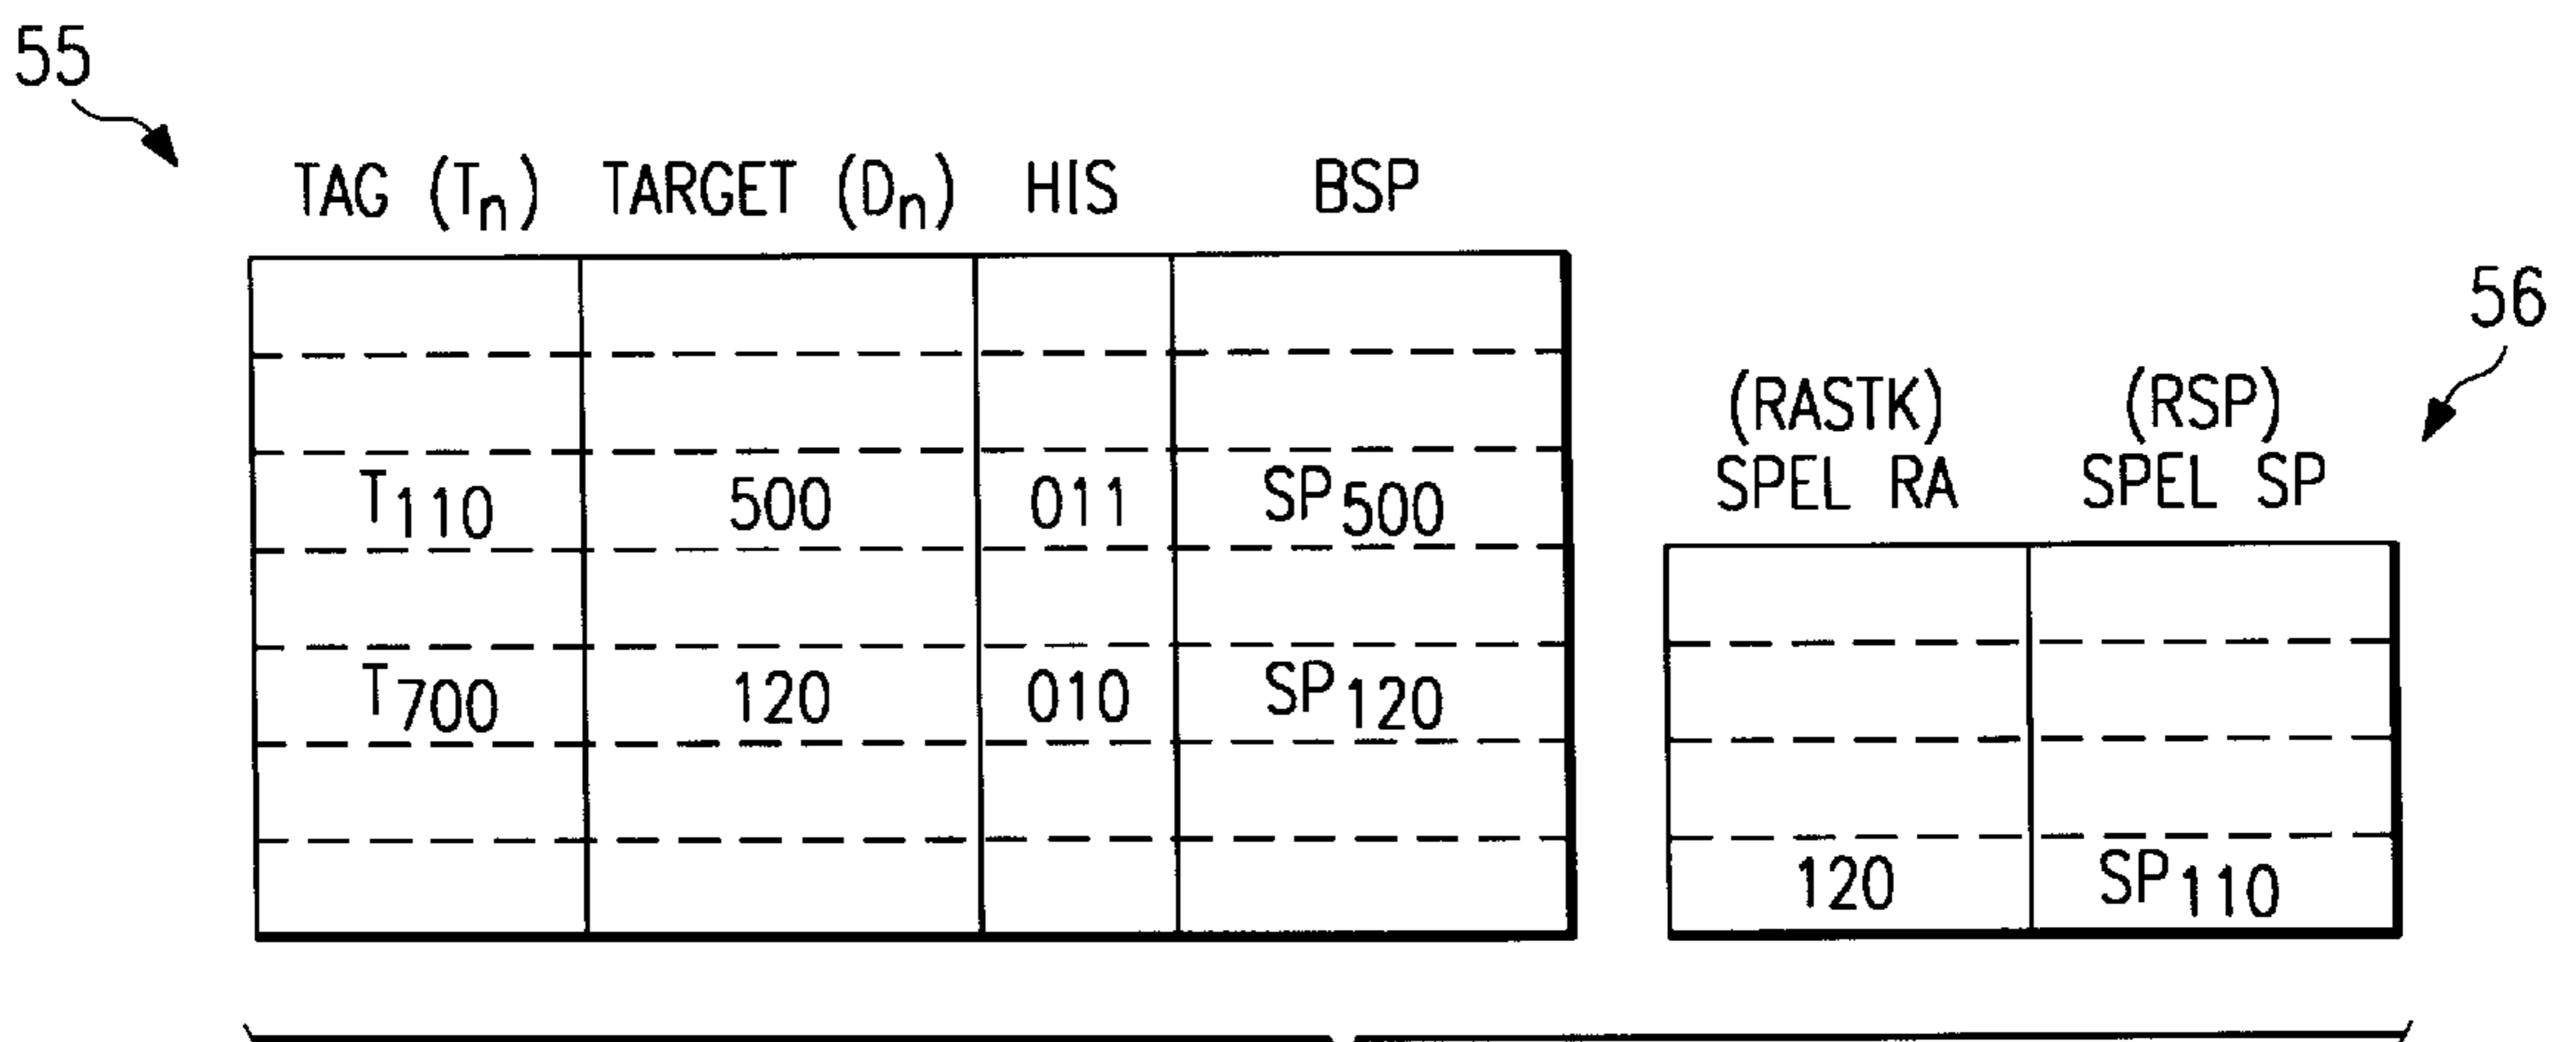 55
TAG (Tn) TARGET (Dn) HIS BSP
T110 500 011 SP500
T700 120 010 SP120
56
(RASTK) (RSP)
SPEL RA SPEL SP
120 SP110